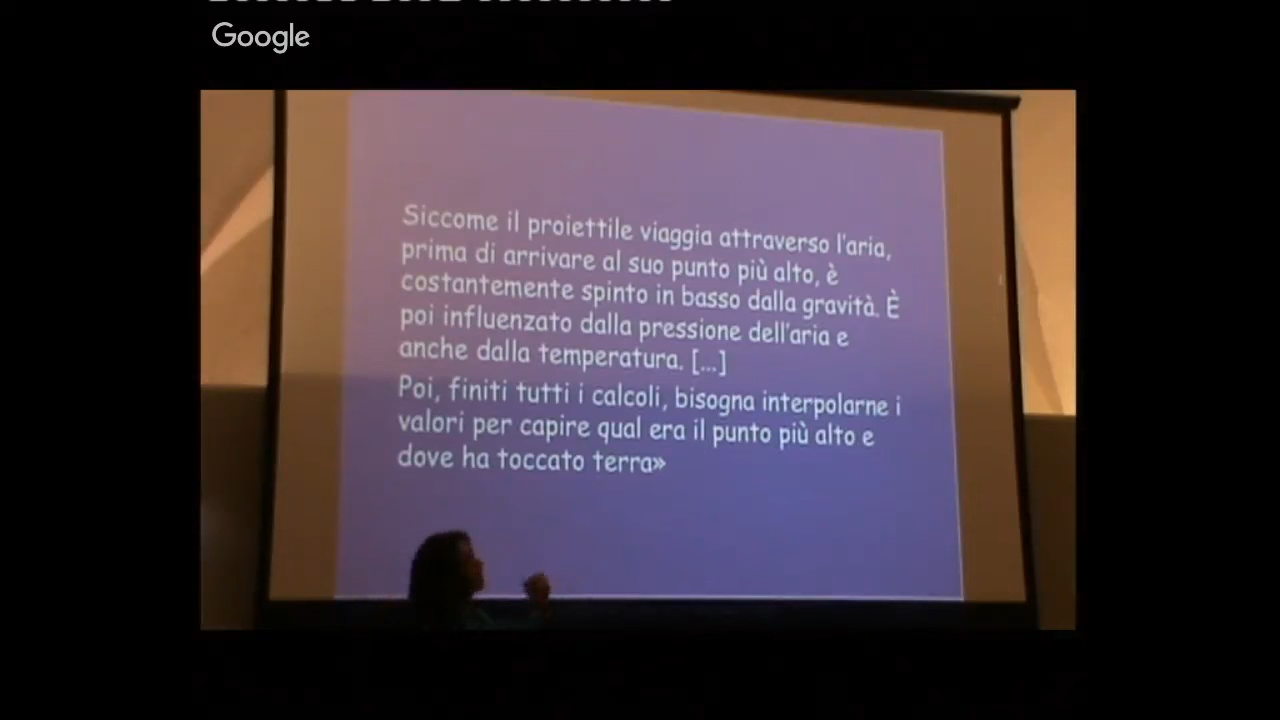 Google
Siccome il proiettile viaggia attraverso l'aria,
prima di arrivare al suo punto più alto, è
costantemente spinto in basso dalla gravità. È
poi influenzato dalla pressione dell'aria e
anche dalla temperatura. [...]
Poi, finiti tutti i calcoli, bisogna interpolarne i
valori per capire qual era il punto più alto e
dove ha toccato terra»